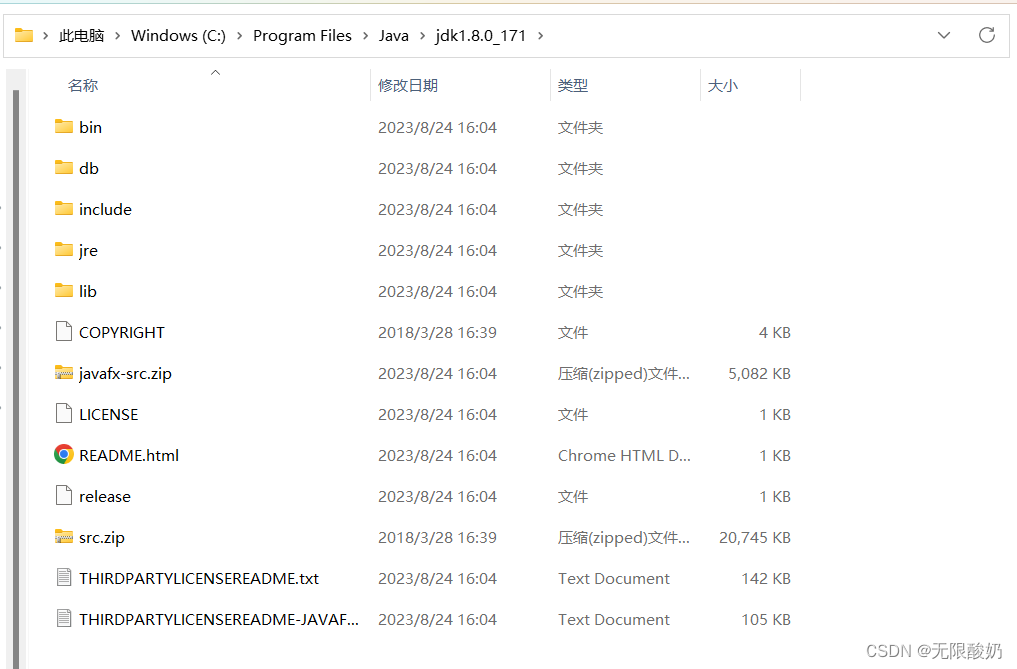 此电脑 > Windows (C:) > Program Files > Java > jdk1.8.0_171 >
名称 修改日期 类型 大小
bin 2023/8/24 16:04 文件夹
db 2023/8/24 16:04 文件夹
include 2023/8/24 16:04 文件夹
jre 2023/8/24 16:04 文件夹
lib 2023/8/24 16:04 文件夹
COPYRIGHT 2018/3/28 16:39 文件 4 KB
javafx-src.zip 2023/8/24 16:04 压缩(zipped)文件... 5,082 KB
LICENSE 2023/8/24 16:04 文件 1 KB
README.html 2023/8/24 16:04 Chrome HTML D... 1 KB
release 2023/8/24 16:04 文件 1 KB
src.zip 2018/3/28 16:39 压缩(zipped)文件... 20,745 KB
THIRDPARTYLICENSEREADME.txt 2023/8/24 16:04 Text Document 142 KB
THIRDPARTYLICENSEREADME-JAVAF... 2023/8/24 16:04 Text Document 105 KB
CSDN @无限酸奶